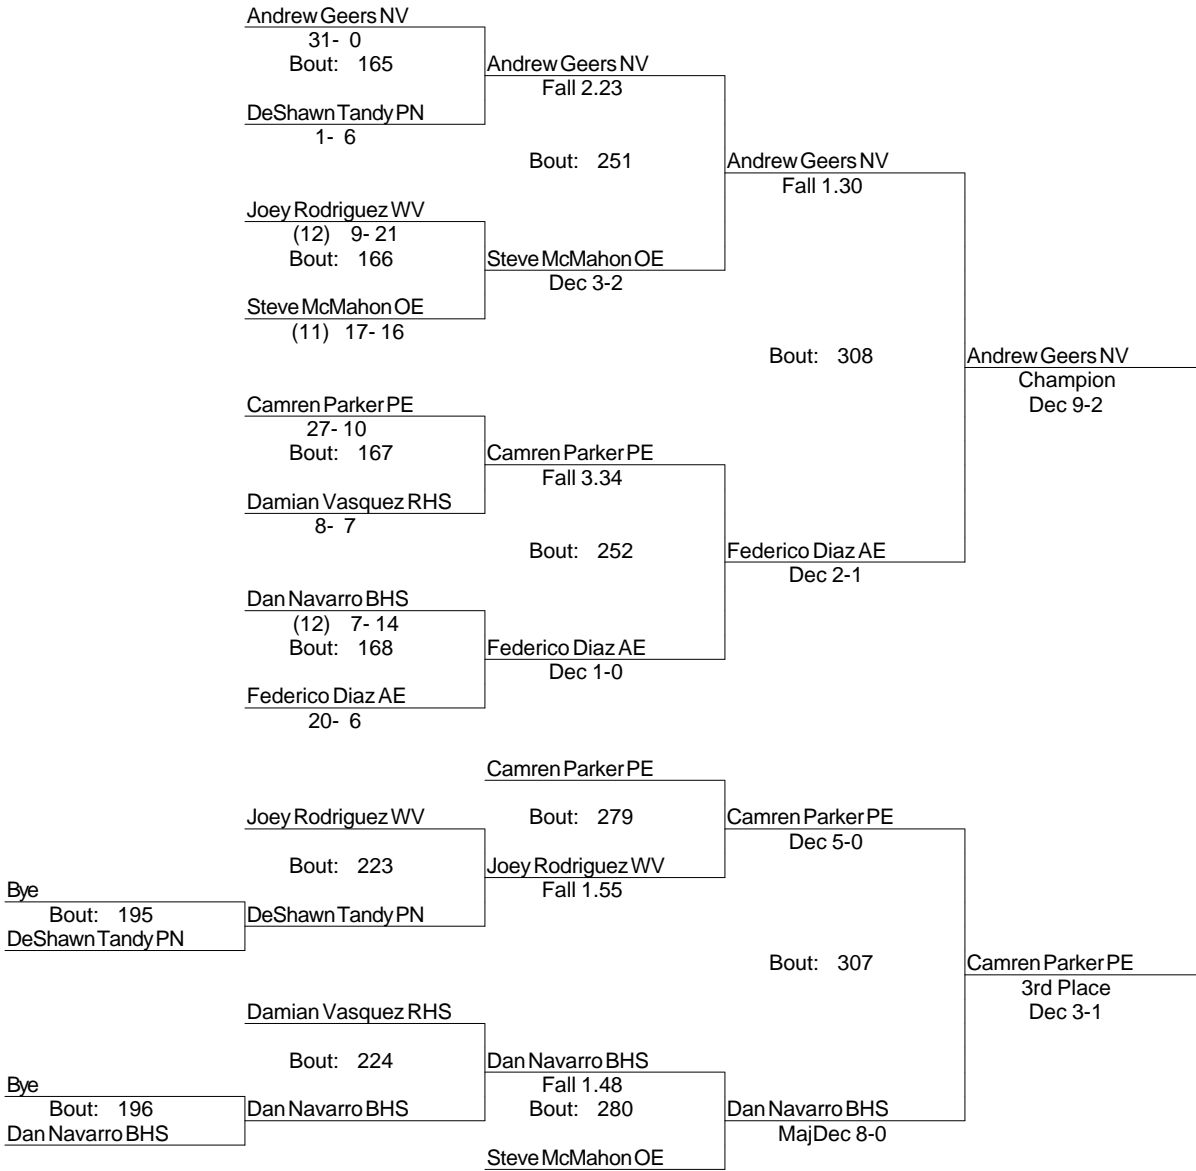 Andrew Geers NV
31- 0
Bout: 165
Andrew Geers NV
Fall 2.23
DeShawn Tandy PN
1- 6
Bout: 251
Andrew Geers NV
Fall 1.30
Joey Rodriguez WV
(12) 9- 21
Bout: 166
Steve McMahon OE
Dec 3-2
Steve McMahon OE
(11) 17- 16
Bout: 308
Andrew Geers NV
Champion
Dec 9-2
Camren Parker PE
27- 10
Bout: 167
Camren Parker PE
Fall 3.34
Damian Vasquez RHS
8- 7
Bout: 252
Federico Diaz AE
Dec 2-1
Dan Navarro BHS
(12) 7- 14
Bout: 168
Federico Diaz AE
Dec 1-0
Federico Diaz AE
20- 6
Camren Parker PE
Joey Rodriguez WV
Bout: 279
Camren Parker PE
Dec 5-0
Bout: 223
Joey Rodriguez WV
Fall 1.55
Bye
Bout: 195
DeShawn Tandy PN
DeShawn Tandy PN
Bout: 307
Camren Parker PE
3rd Place
Dec 3-1
Damian Vasquez RHS
Bout: 224
Dan Navarro BHS
Fall 1.48
Bye
Bout: 196
Dan Navarro BHS
Bout: 280
Dan Navarro BHS
MajDec 8-0
Dan Navarro BHS
Steve McMahon OE